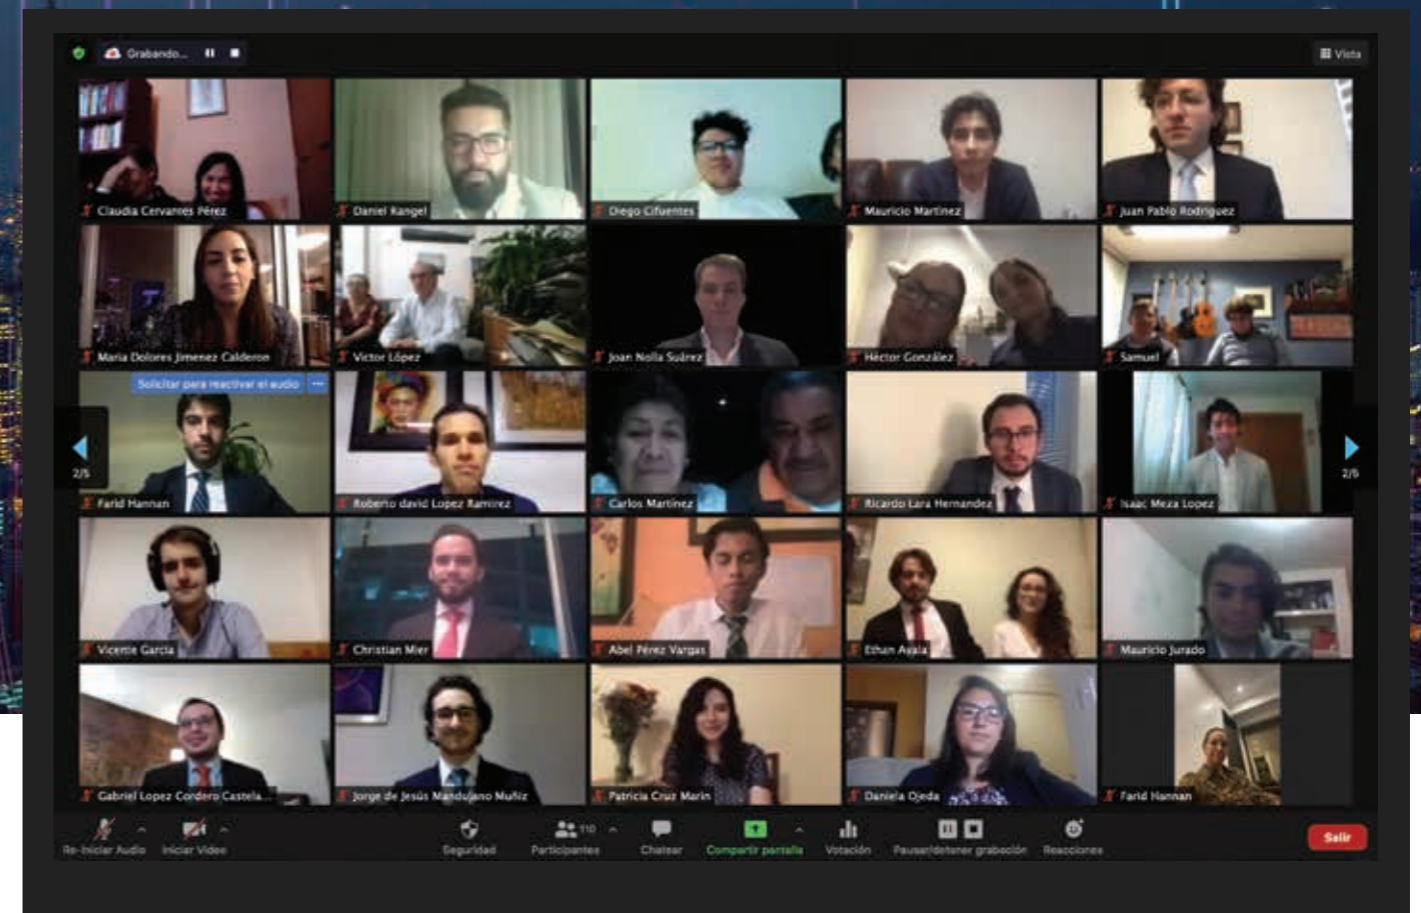 Grabando...
Vista
Claudia Cervantes Pérez
Daniel Rangel
Diego Cifuentes
Mauricio Martinez
Juan Pablo Rodriguez
Maria Dolores Jimenez Calderon
Victor López
Joan Nolla Suárez
Héctor González
Samuel
Solicitar para reactivar el audio ...
2/5
2/5
Farid Hannan
Roberto david Lopez Ramirez
Carlos Martínez
Ricardo Lara Hernandez
Isaac Meza Lopez
Vicente García
Christian Mier
Abel Pérez Vargas
Ethan Ayala
Mauricio Jurado
Gabriel Lopez Cordero Castela...
Jorge de Jesús Mandujano Muñiz
Patricia Cruz Marin
Daniela Ojeda
Farid Hannan
110
Re-Iniciar Audio
Iniciar Video
Seguridad
Participantes
Chatear
Compartir pantalla
Votación
Pausar/detener grabación
Reacciones
Salir